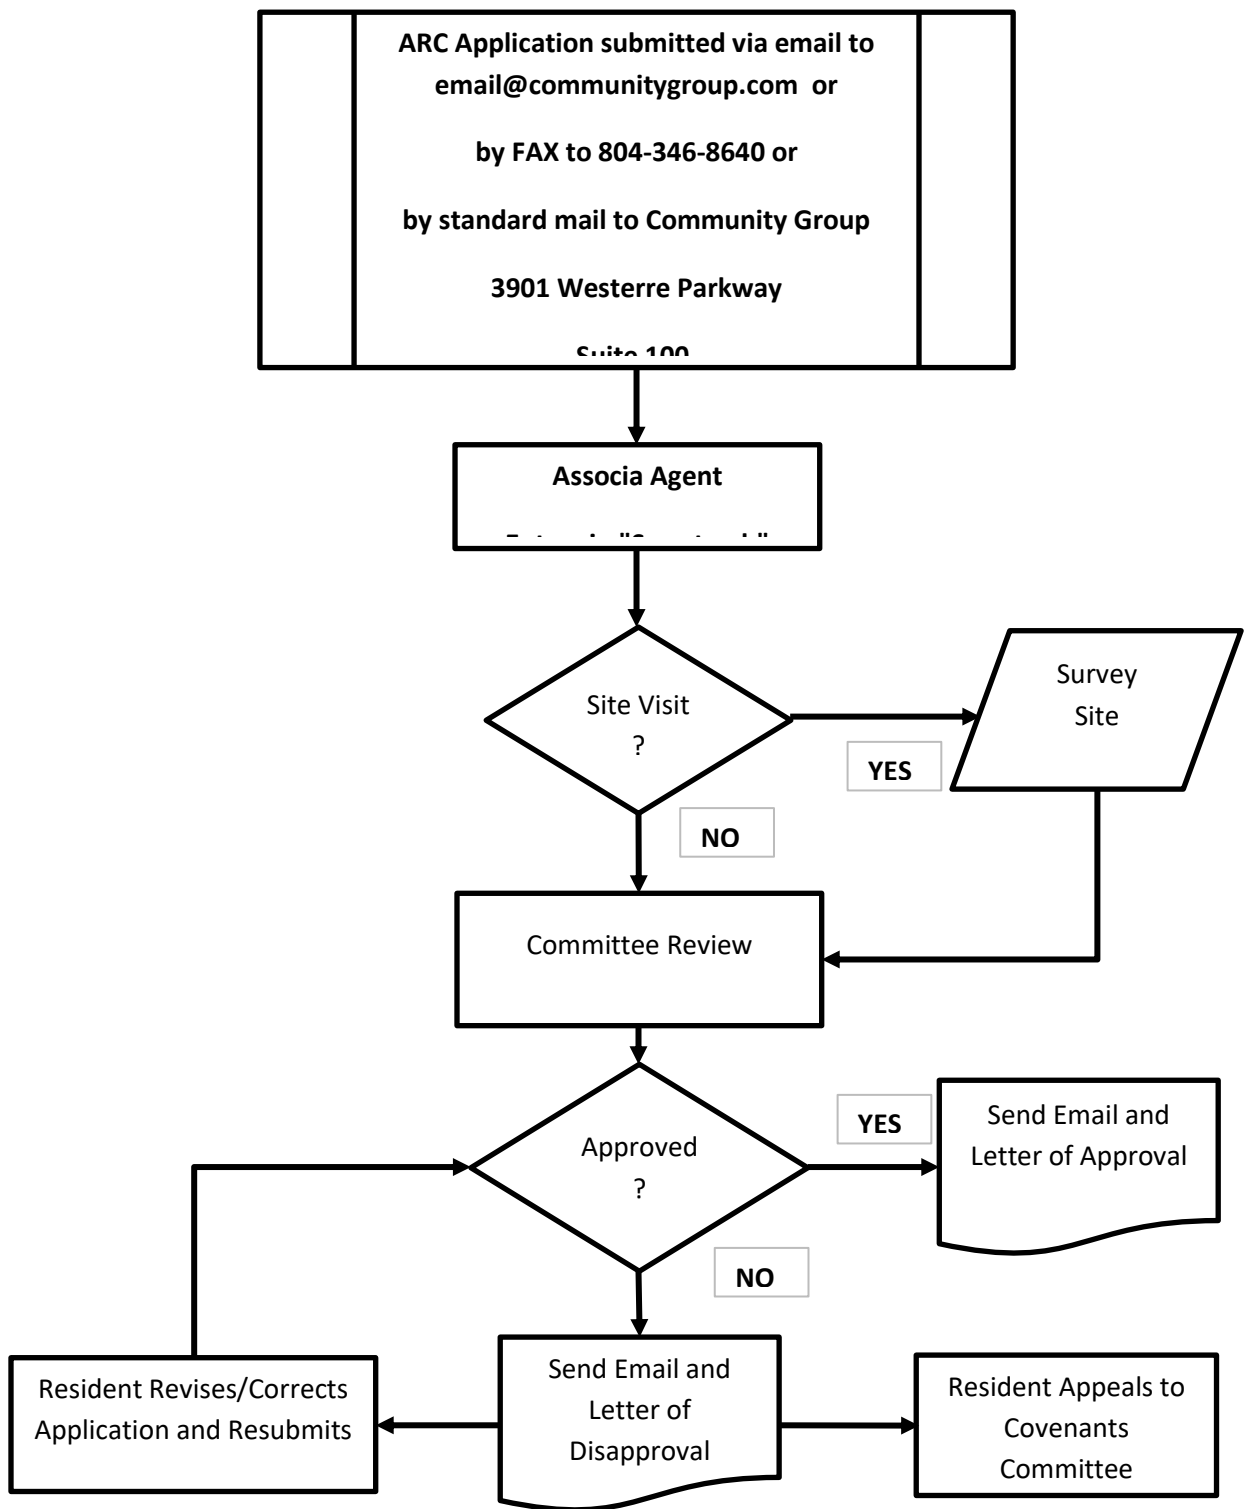 ARC Application submitted via email to
email@communitygroup.com or
by FAX to 804-346-8640 or
by standard mail to Community Group
3901 Westerre Parkway
Suite 100
Associa Agent
Site Visit
?
Survey
Site
YES
NO
Committee Review
Approved
?
YES
Send Email and
Letter of Approval
NO
Resident Revises/Corrects
Application and Resubmits
Send Email and
Letter of
Disapproval
Resident Appeals to
Covenants
Committee